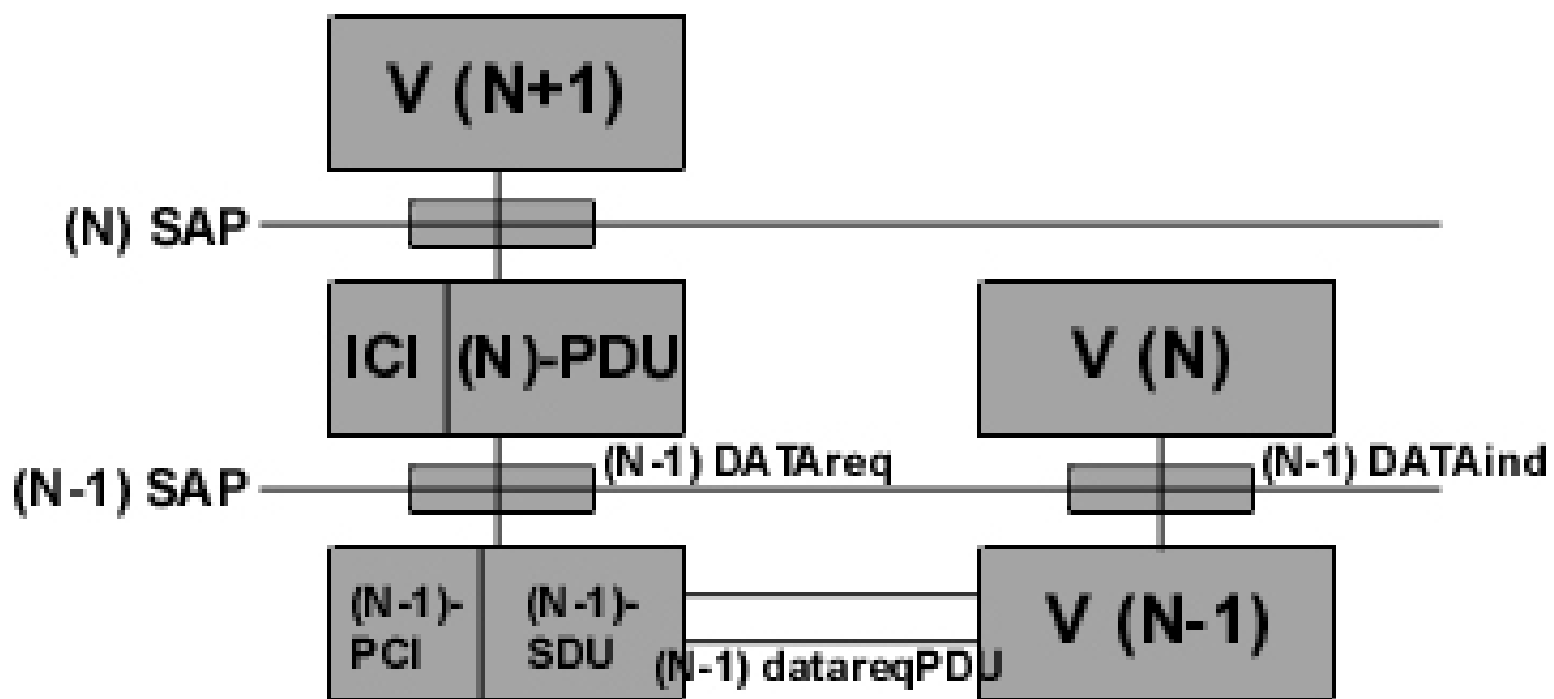 V (N+1)
(N) SAP
ICI (N)-PDU
V (N)
(N-1) SAP
(N-1) DATAreq
(N-1) DATAind
(N-1)-
PCI
(N-1)-
SDU
(N-1) datareqPDU
V (N-1)